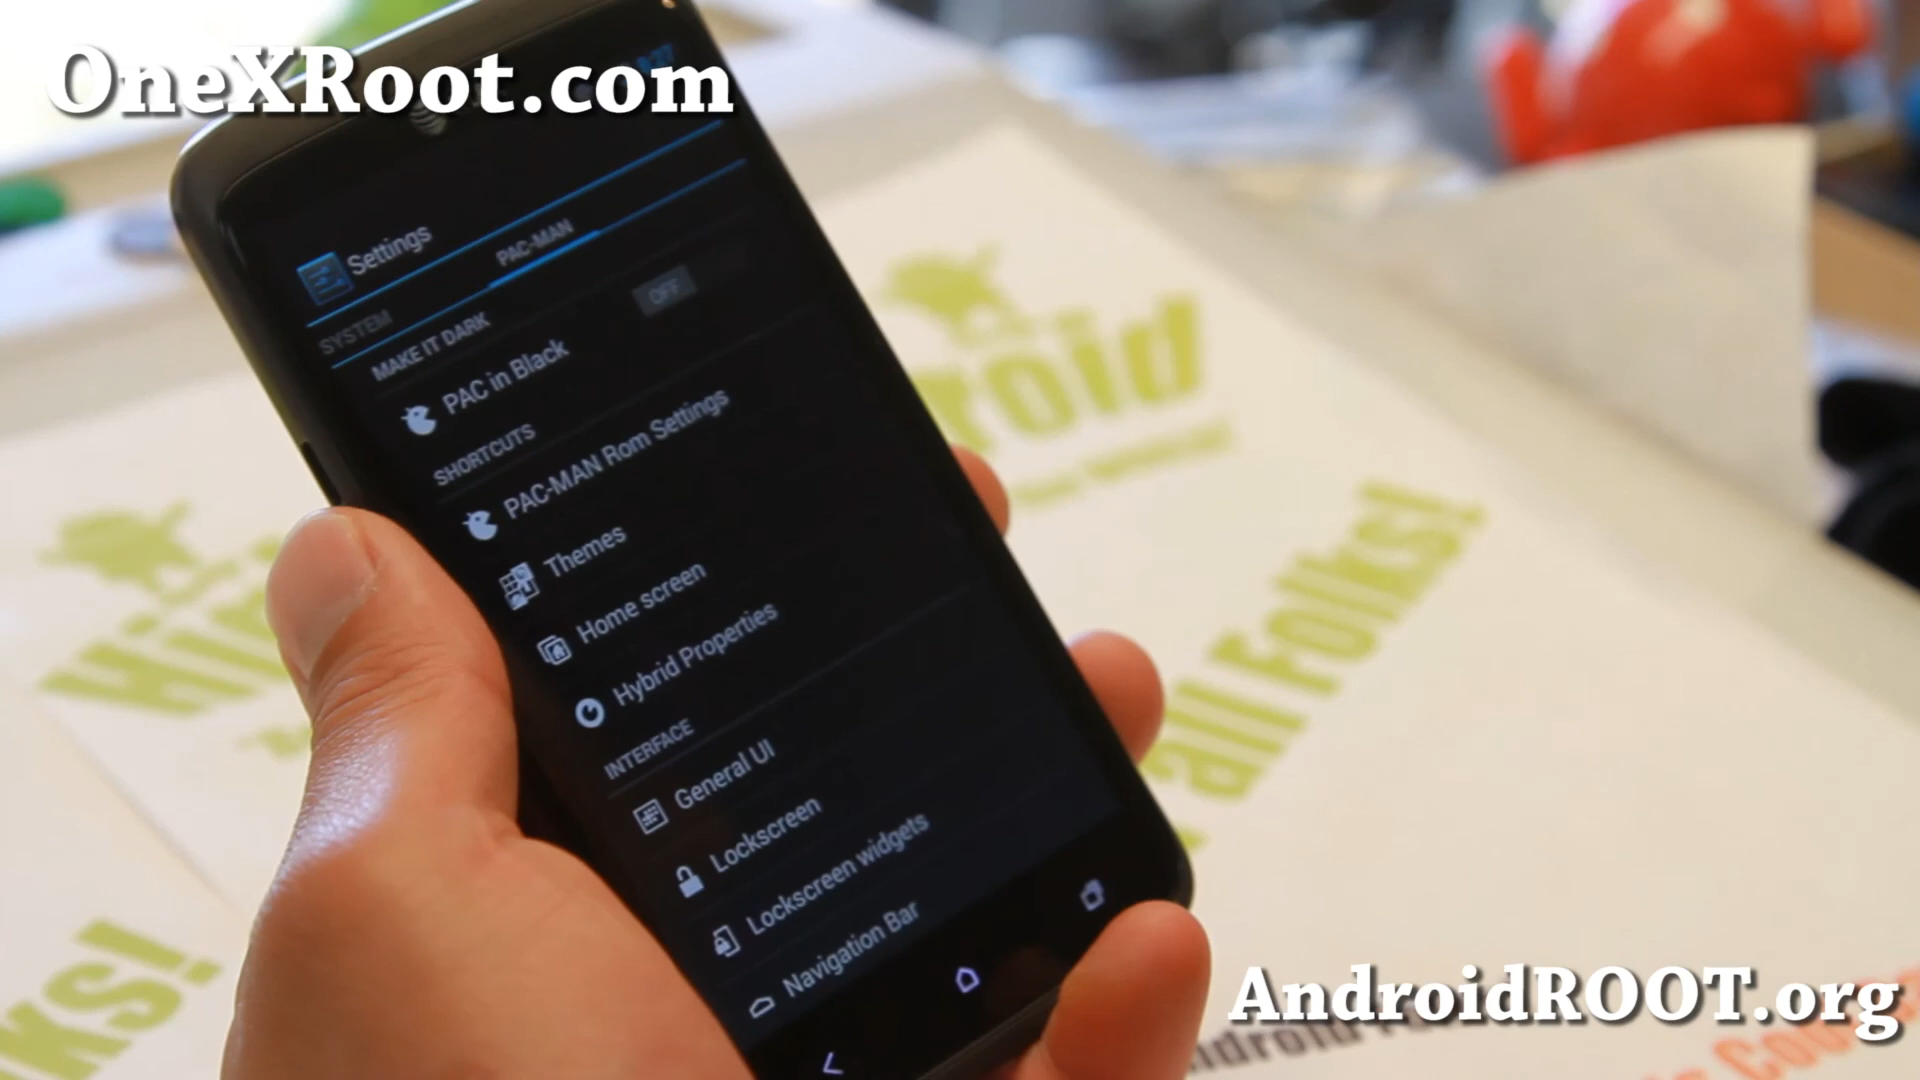 OneXRoot.com
Settings
SYSTEM
PAC-MAN
MAKE IT DARK
PAC in Black
OFF
SHORTCUTS
PAC-MAN Rom Settings
Themes
Home screen
Hybrid Properties
INTERFACE
General UI
Lockscreen
Lockscreen widgets
Navigation Bar
roid
all Folks!
ks!
AndroidROOT.org